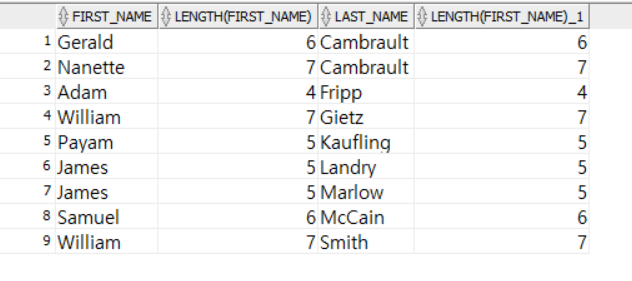 FIRST_NAME LENGTH(FIRST_NAME) LAST_NAME LENGTH(FIRST_NAME)_1
1 Gerald 6 Cambrault 6
2 Nanette 7 Cambrault 7
3 Adam 4 Fripp 4
4 William 7 Gietz 7
5 Payam 5 Kaufling 5
6 James 5 Landry 5
7 James 5 Marlow 5
8 Samuel 6 McCain 6
9 William 7 Smith 7